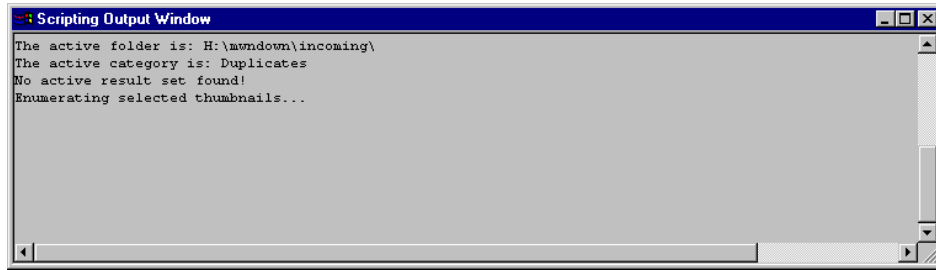 Scripting Output Window
The active folder is: H:\mwndown\incoming\
The active category is: Duplicates
No active result set found!
Enumerating selected thumbnails...